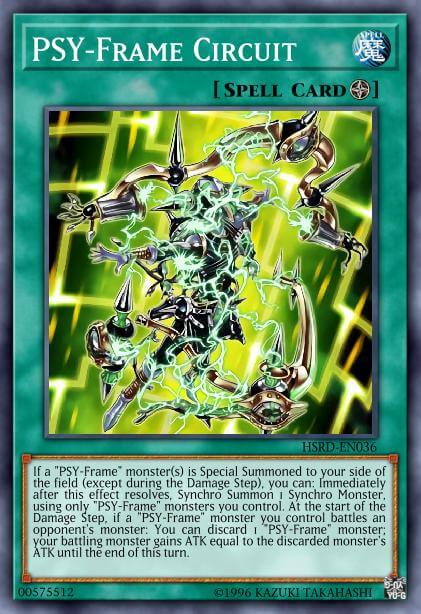 PSY-Frame Circuit
SPELL
魔
[Spell Card]
HSRD-EN036
If a "PSY-Frame" monster(s) is Special Summoned to your side of
the field (except during the Damage Step), you can: Immediately
after this effect resolves, Synchro Summon 1 Synchro Monster,
using only "PSY-Frame" monsters you control. At the start of the
Damage Step, if a "PSY-Frame" monster you control battles an
opponent's monster: You can discard 1 "PSY-Frame" monster;
your battling monster gains ATK equal to the discarded monster's
ATK until the end of this turn.
00575512
©1996 KAZUKI TAKAHASHI